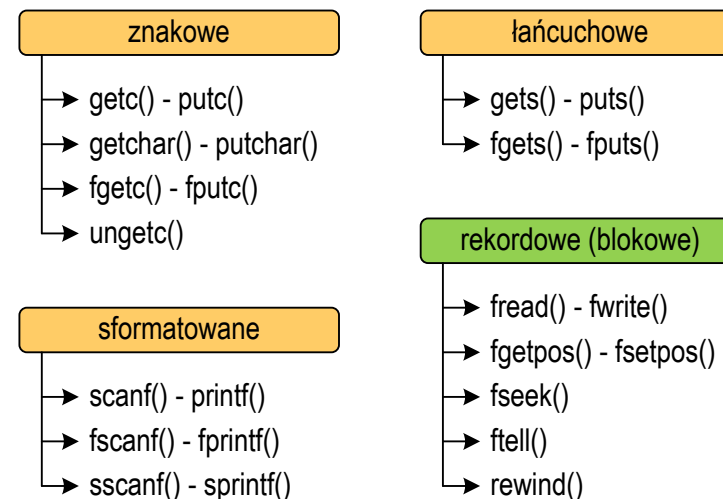 znakowe
getc() - putc()
getchar() - putchar()
fgetc() - fputc()
ungetc()
sformatowane
scanf() - printf()
fscanf() - fprintf()
sscanf() - sprintf()
łańcuchowe
gets() - puts()
fgets() - fputs()
rekordowe (blokowe)
fread() - fwrite()
fgetpos() - fsetpos()
fseek()
ftell()
rewind()